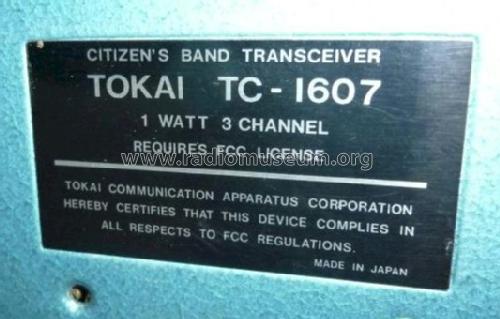 CITIZEN'S BAND TRANSCEIVER
TOKAI TC-1607
1 WATT 3 CHANNEL
REQUIRES FCC LICENSE
www.radiomuseum.org
TOKAI COMMUNICATION APPARATUS CORPORATION
HEREBY CERTIFIES THAT THIS DEVICE COMPLIES IN
ALL RESPECTS TO FCC REGULATIONS.
MADE IN JAPAN